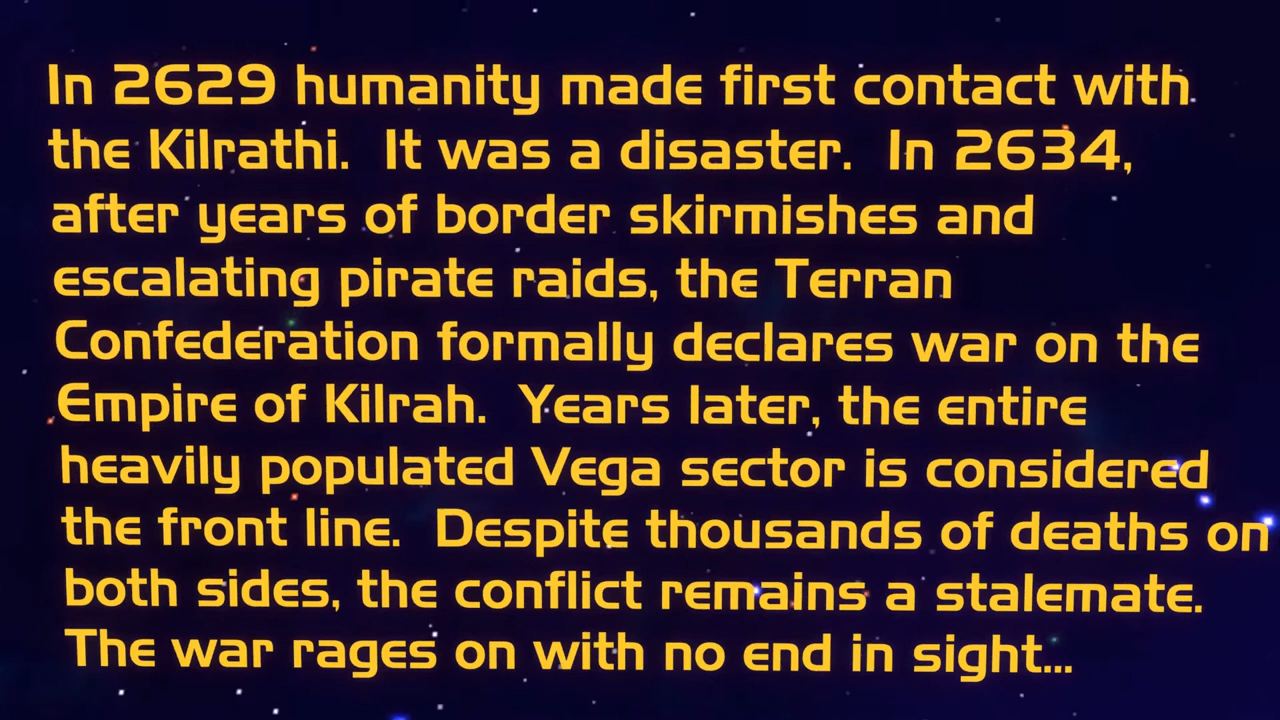 In 2629 humanity made first contact with
the Kilrathi.  It was a disaster.  In 2634,
after years of border skirmishes and
escalating pirate raids, the Terran
Confederation formally declares war on the
Empire of Kilrah.  Years later, the entire
heavily populated Vega sector is considered
the front line.  Despite thousands of deaths on
both sides, the conflict remains a stalemate.
The war rages on with no end in sight...